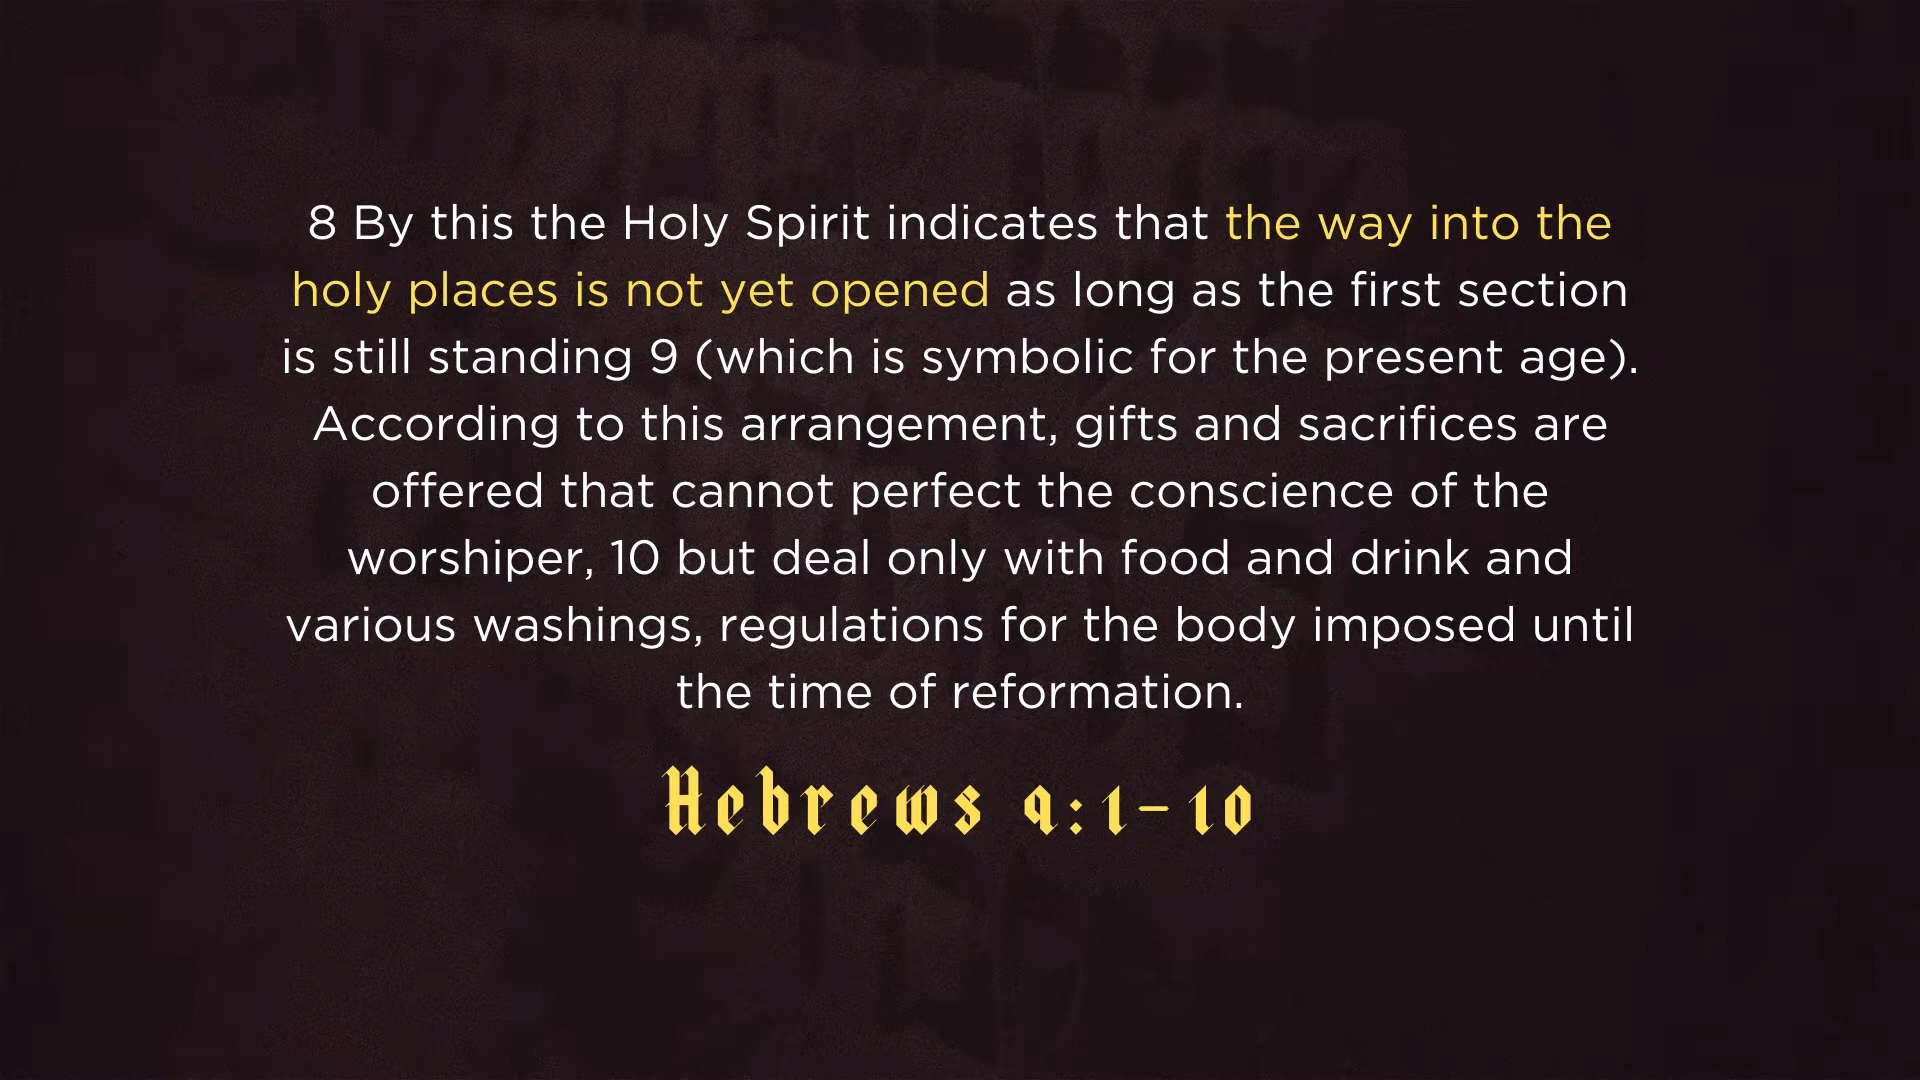 8 By this the Holy Spirit indicates that the way into the
holy places is not yet opened as long as the first section
is still standing 9 (which is symbolic for the present age).
According to this arrangement, gifts and sacrifices are
offered that cannot perfect the conscience of the
worshiper, 10 but deal only with food and drink and
various washings, regulations for the body imposed until
the time of reformation.
Hebrews 9:1-10